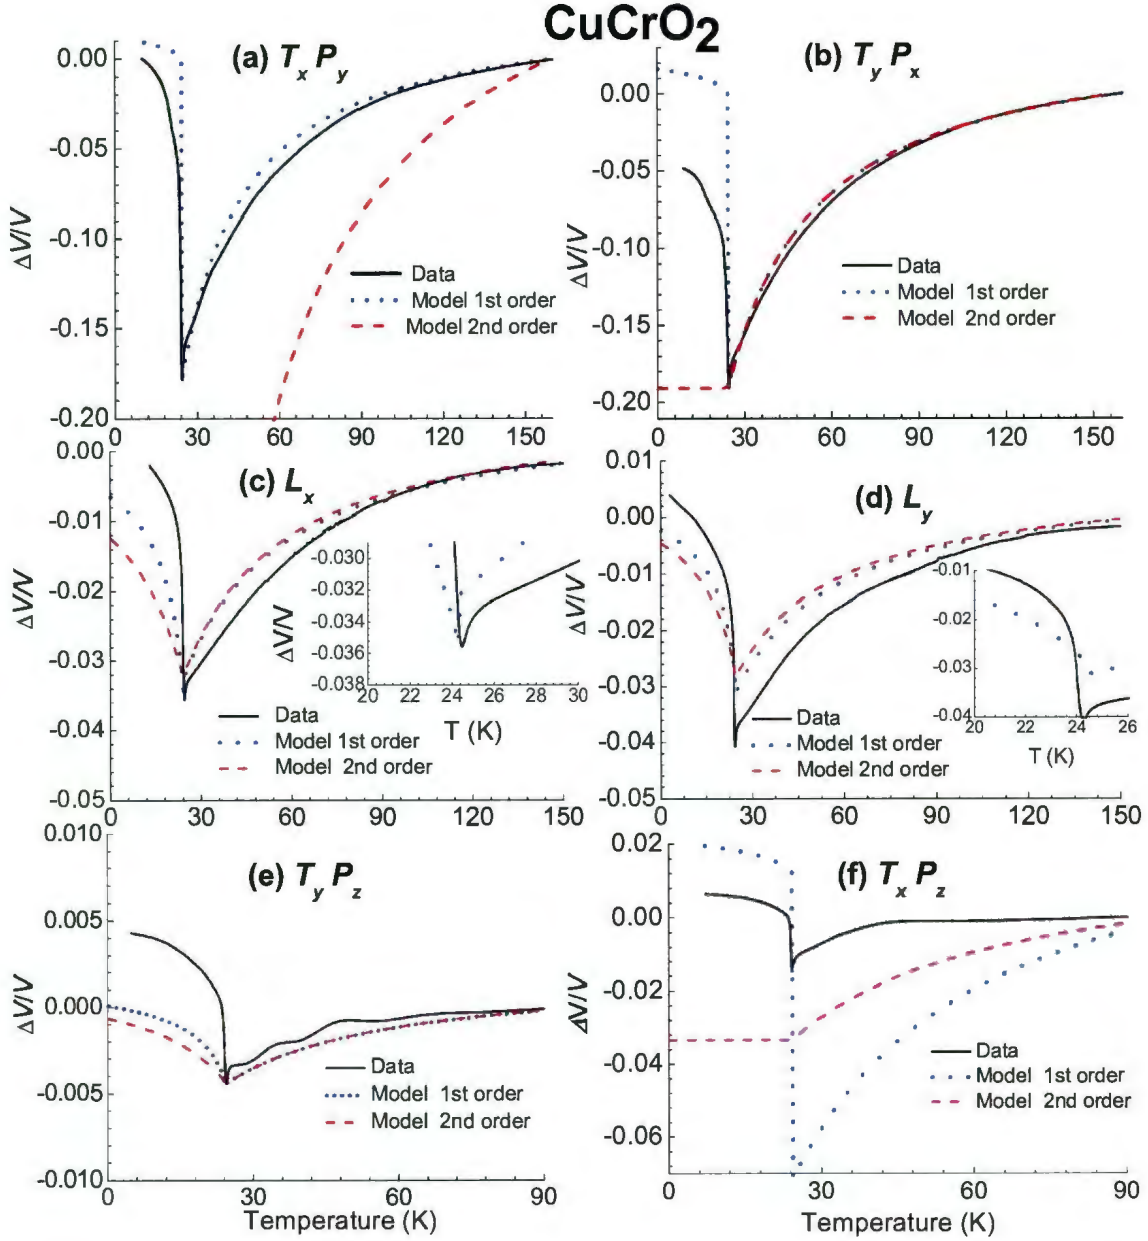 CuCrO2
(a) Tx Py
0.00
-0.05
-0.10
-0.15
-0.20
ΔV/V
Data
Model 1st order
Model 2nd order
0 30 60 90 120 150
(b) Ty Px
0.00
-0.05
-0.10
-0.15
-0.20
ΔV/V
Data
Model 1st order
Model 2nd order
0 30 60 90 120 150
(c) Lx
0.00
-0.01
-0.02
-0.03
-0.04
-0.05
ΔV/V
-0.030
-0.032
-0.034
-0.036
-0.038
ΔV/V
20 22 24 26 28 30
T (K)
Data
Model 1st order
Model 2nd order
0 30 60 90 120 150
(d) Ly
0.01
0.00
-0.01
-0.02
-0.03
-0.04
-0.05
ΔV/V
-0.01
-0.02
-0.03
-0.04
20 22 24 26
T (K)
Data
Model 1st order
Model 2nd order
0 30 60 90 120 150
(e) Ty Pz
0.010
0.005
0.000
-0.005
-0.010
ΔV/V
Data
Model 1st order
Model 2nd order
0 30 60 90
Temperature (K)
(f) Tx Pz
0.02
0.00
-0.02
-0.04
-0.06
ΔV/V
Data
Model 1st order
Model 2nd order
0 30 60 90
Temperature (K)